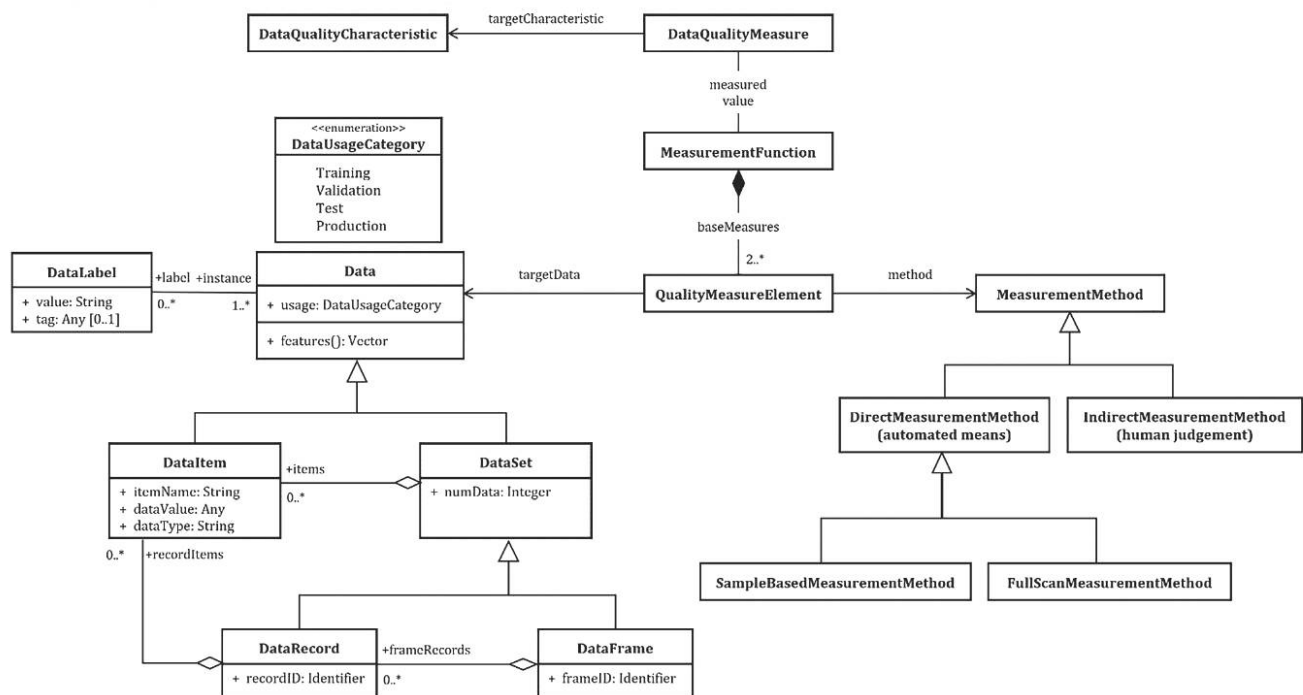 targetCharacteristic
DataQualityCharacteristic
DataQualityMeasure
measured
value
<<enumeration>>
DataUsageCategory
Training
Validation
Test
Production
MeasurementFunction
baseMeasures
2..*
DataLabel
+ value: String
+ tag: Any [0..1]
+label
0..*
+instance
1..*
Data
+ usage: DataUsageCategory
+ features(): Vector
targetData
QualityMeasureElement
method
MeasurementMethod
DirectMeasurementMethod
(automated means)
IndirectMeasurementMethod
(human judgement)
DataItem
+ itemName: String
+ dataValue: Any
+ dataType: String
+items
0..*
DataSet
+ numData: Integer
0..*
+recordItems
SampleBasedMeasurementMethod
FullScanMeasurementMethod
DataRecord
+ recordID: Identifier
+frameRecords
0..*
DataFrame
+ frameID: Identifier